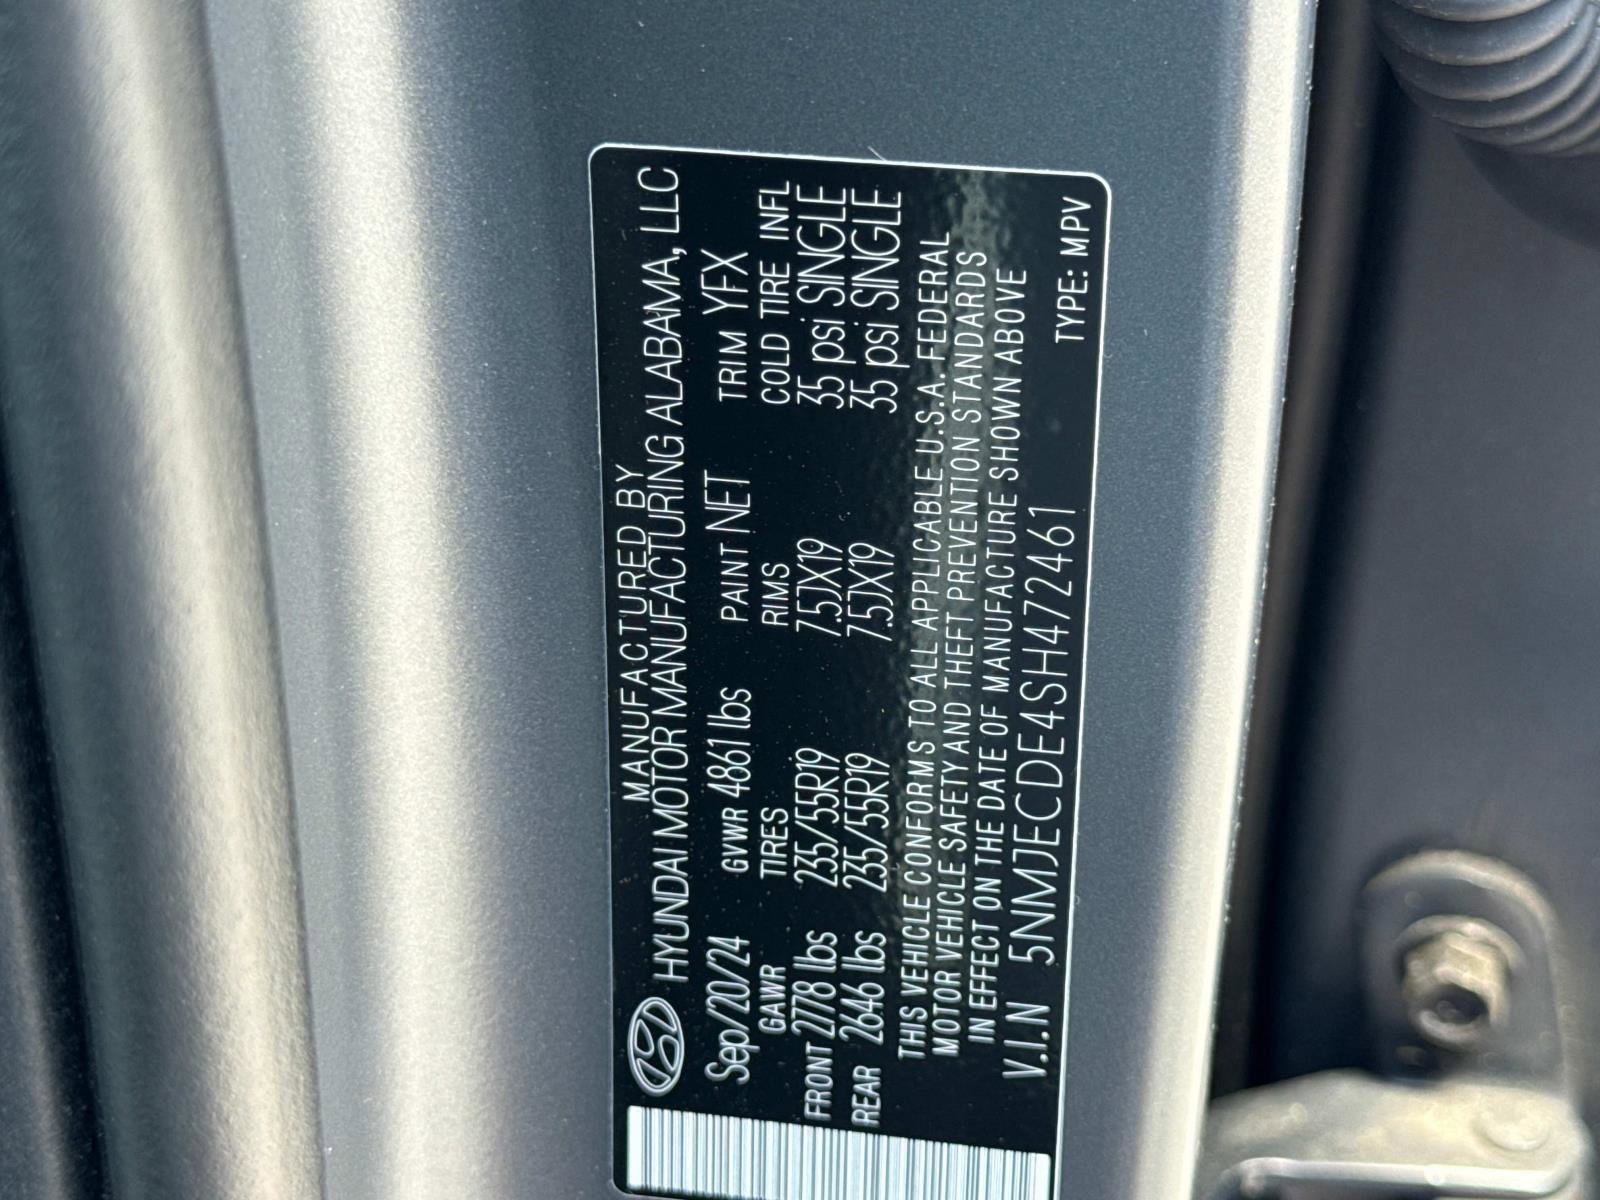 MANUFACTURED BY
HYUNDAI MOTOR MANUFACTURING ALABAMA, LLC
Sep/20/24 GVWR 4861 lbs PAINT NET TRIM YFX
GAWR TIRES RIMS COLD TIRE INFL
FRONT 2778 lbs 235/55R19 7.5JX19 35 psi SINGLE
REAR 2646 lbs 235/55R19 7.5JX19 35 psi SINGLE
THIS VEHICLE CONFORMS TO ALL APPLICABLE U.S.A. FEDERAL
MOTOR VEHICLE SAFETY AND THEFT PREVENTION STANDARDS
IN EFFECT ON THE DATE OF MANUFACTURE SHOWN ABOVE
V.I.N 5NMJECDE4SH472461 TYPE: MPV